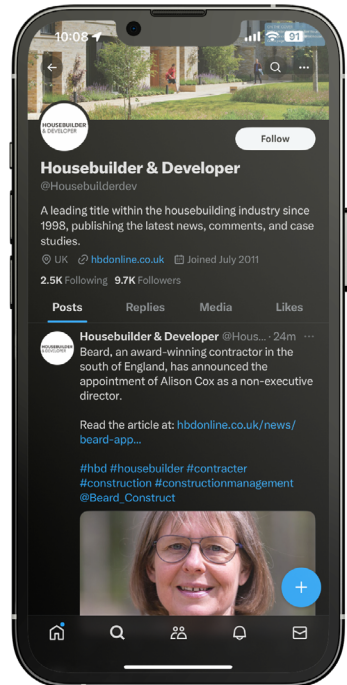 10:08
91
HOUSEBUILDER
& DEVELOPER
Follow
Housebuilder & Developer
@Housebuilderdev
A leading title within the housebuilding industry since
1998, publishing the latest news, comments, and case
studies.
UK hbdonline.co.uk Joined July 2011
2.5K Following 9.7K Followers
Posts Replies Media Likes
HOUSEBUILDER
& DEVELOPER
Housebuilder & Developer @Hous... · 24m ...
Beard, an award-winning contractor in the
south of England, has announced the
appointment of Alison Cox as a non-executive
director.
Read the article at: hbdonline.co.uk/news/
beard-app...
#hbd #housebuilder #contracter
#construction #constructionmanagement
@Beard_Construct